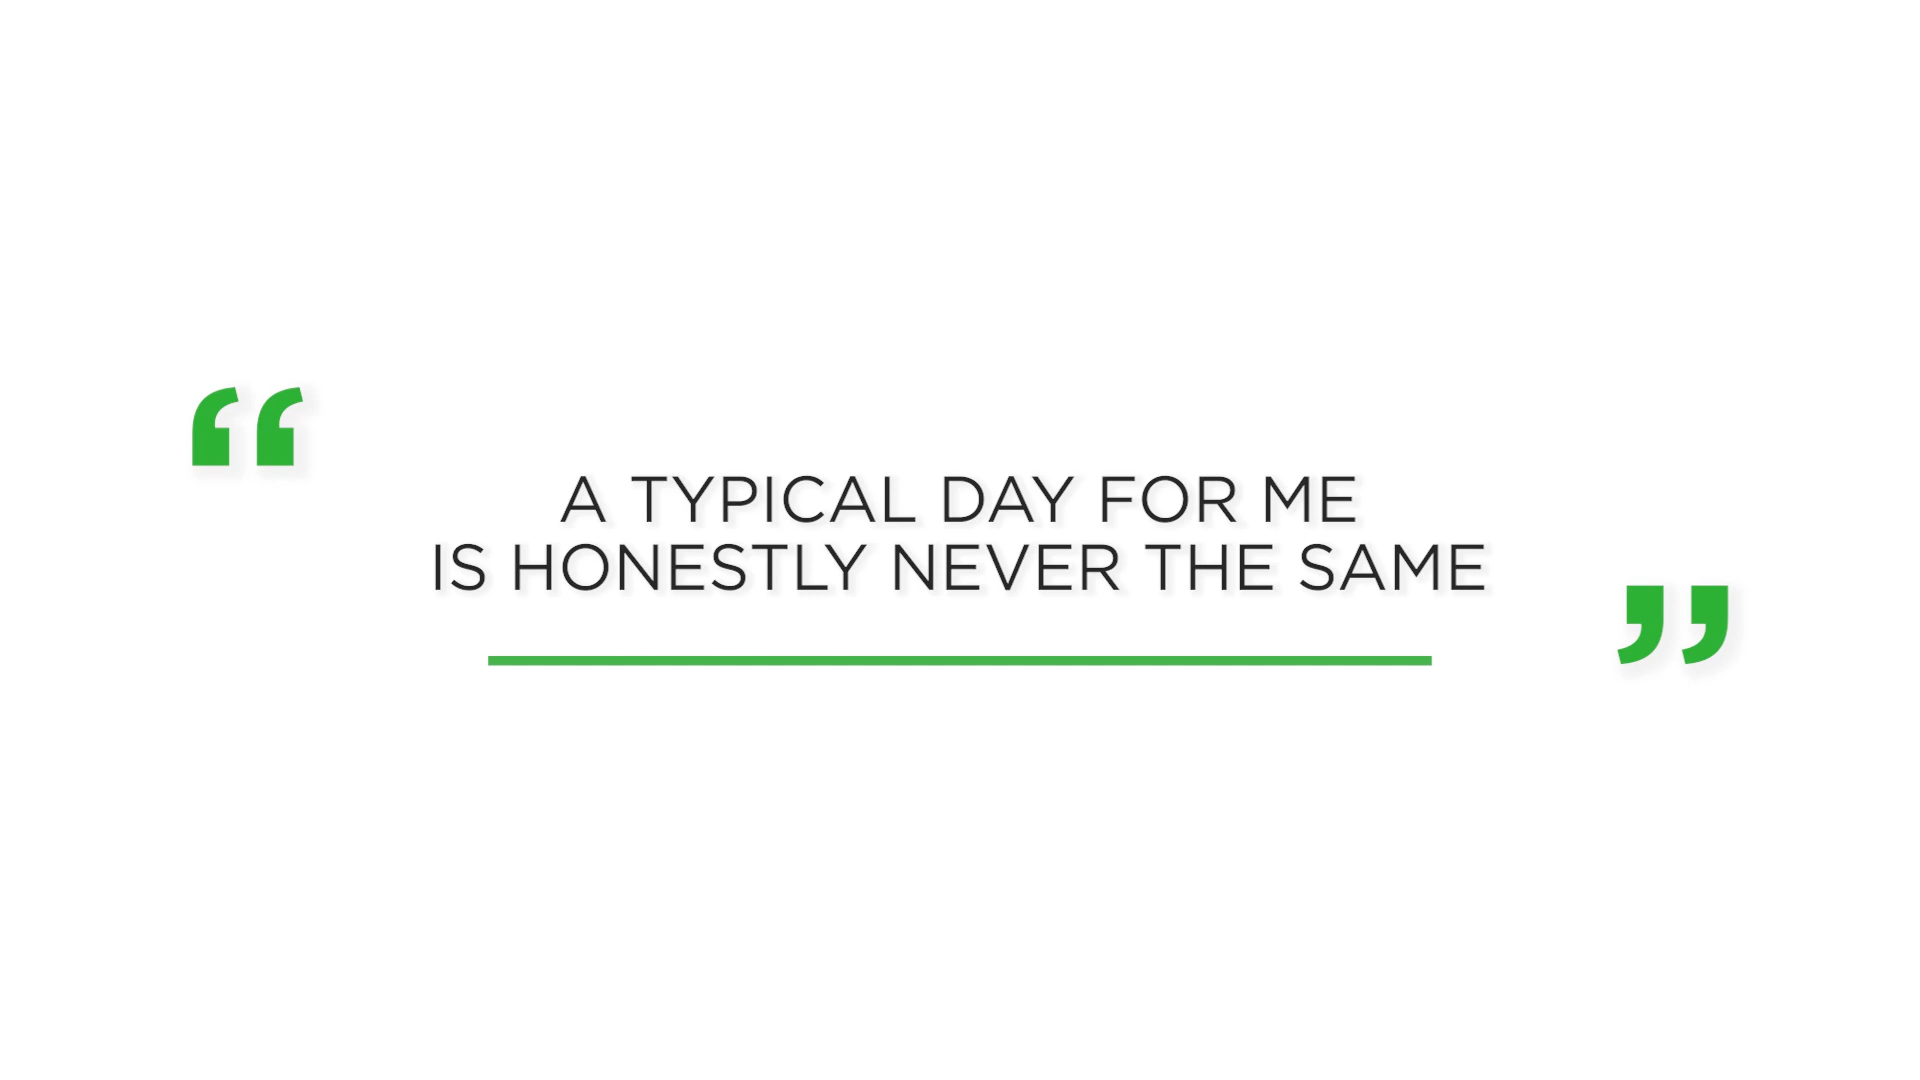 “
A TYPICAL DAY FOR ME
IS HONESTLY NEVER THE SAME
”